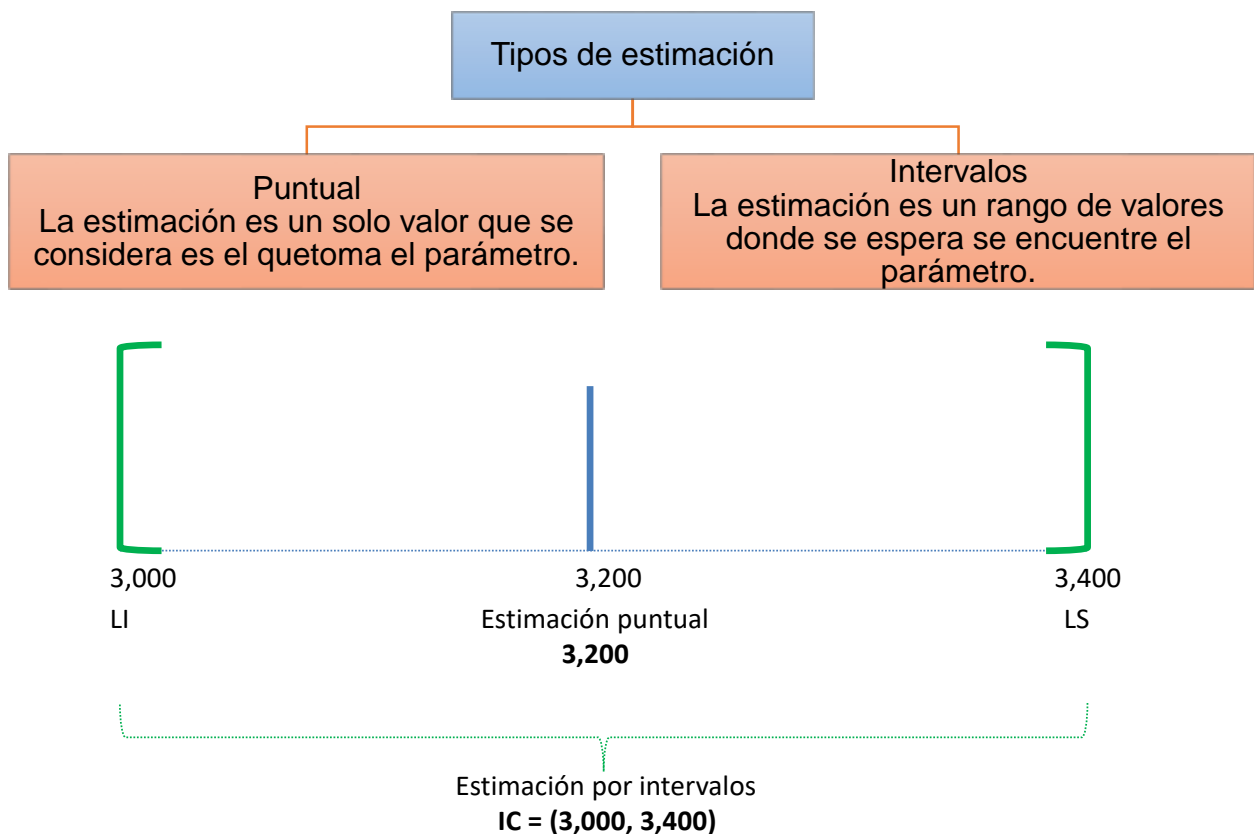 Tipos de estimación
Puntual
La estimación es un solo valor que se
considera es el quetoma el parámetro.
Intervalos
La estimación es un rango de valores
donde se espera se encuentre el
parámetro.
3,000
3,200
3,400
LI
Estimación puntual
LS
3,200
Estimación por intervalos
IC = (3,000, 3,400)